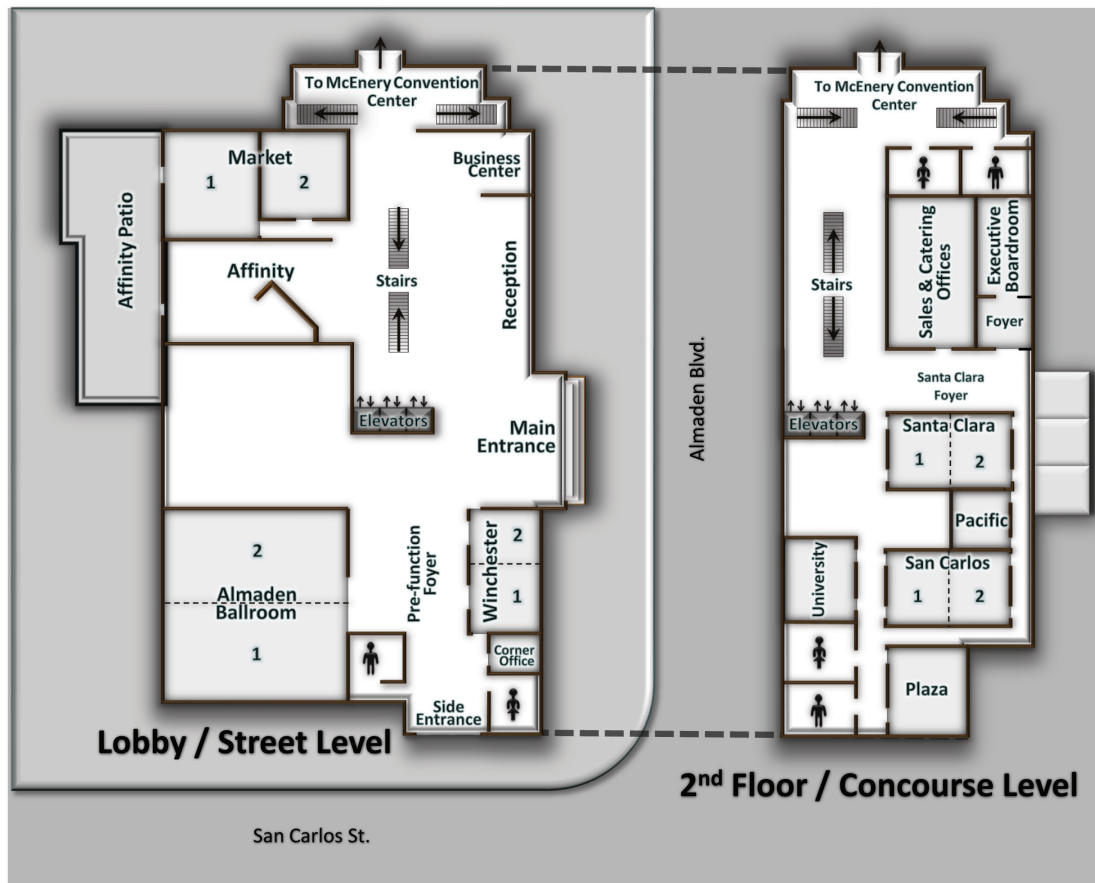 To McEnery Convention
Center
Market
1
2
Business
Center
Affinity Patio
Affinity
Stairs
Reception
Elevators
Main
Entrance
2
Almaden
Ballroom
1
Pre-function
Foyer
Winchester
2
1
Corner
Office
Side
Entrance
Lobby / Street Level
San Carlos St.
Almaden Blvd.
To McEnery Convention
Center
Sales & Catering
Offices
Executive
Boardroom
Stairs
Foyer
Santa Clara
Foyer
Elevators
Santa Clara
1
2
Pacific
University
San Carlos
1
2
Plaza
2nd Floor / Concourse Level